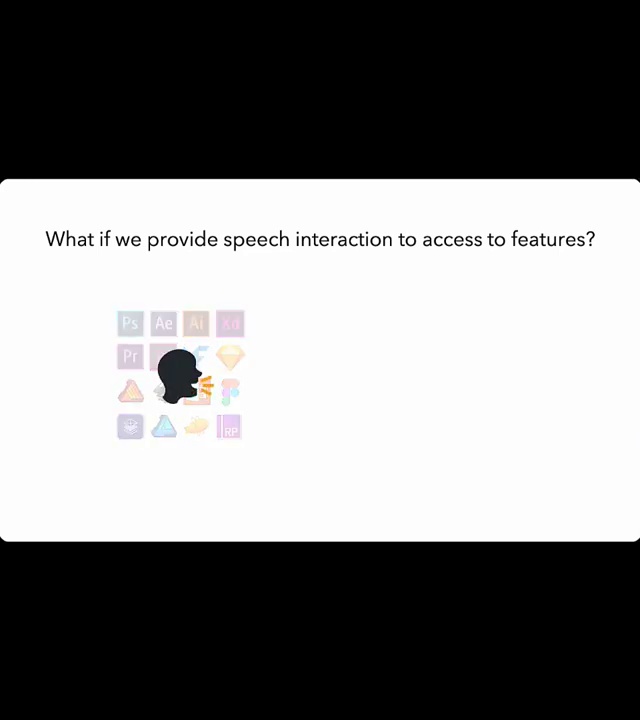 What if we provide speech interaction to access to features?
Ps Ae Ai Xd
Pr
RP